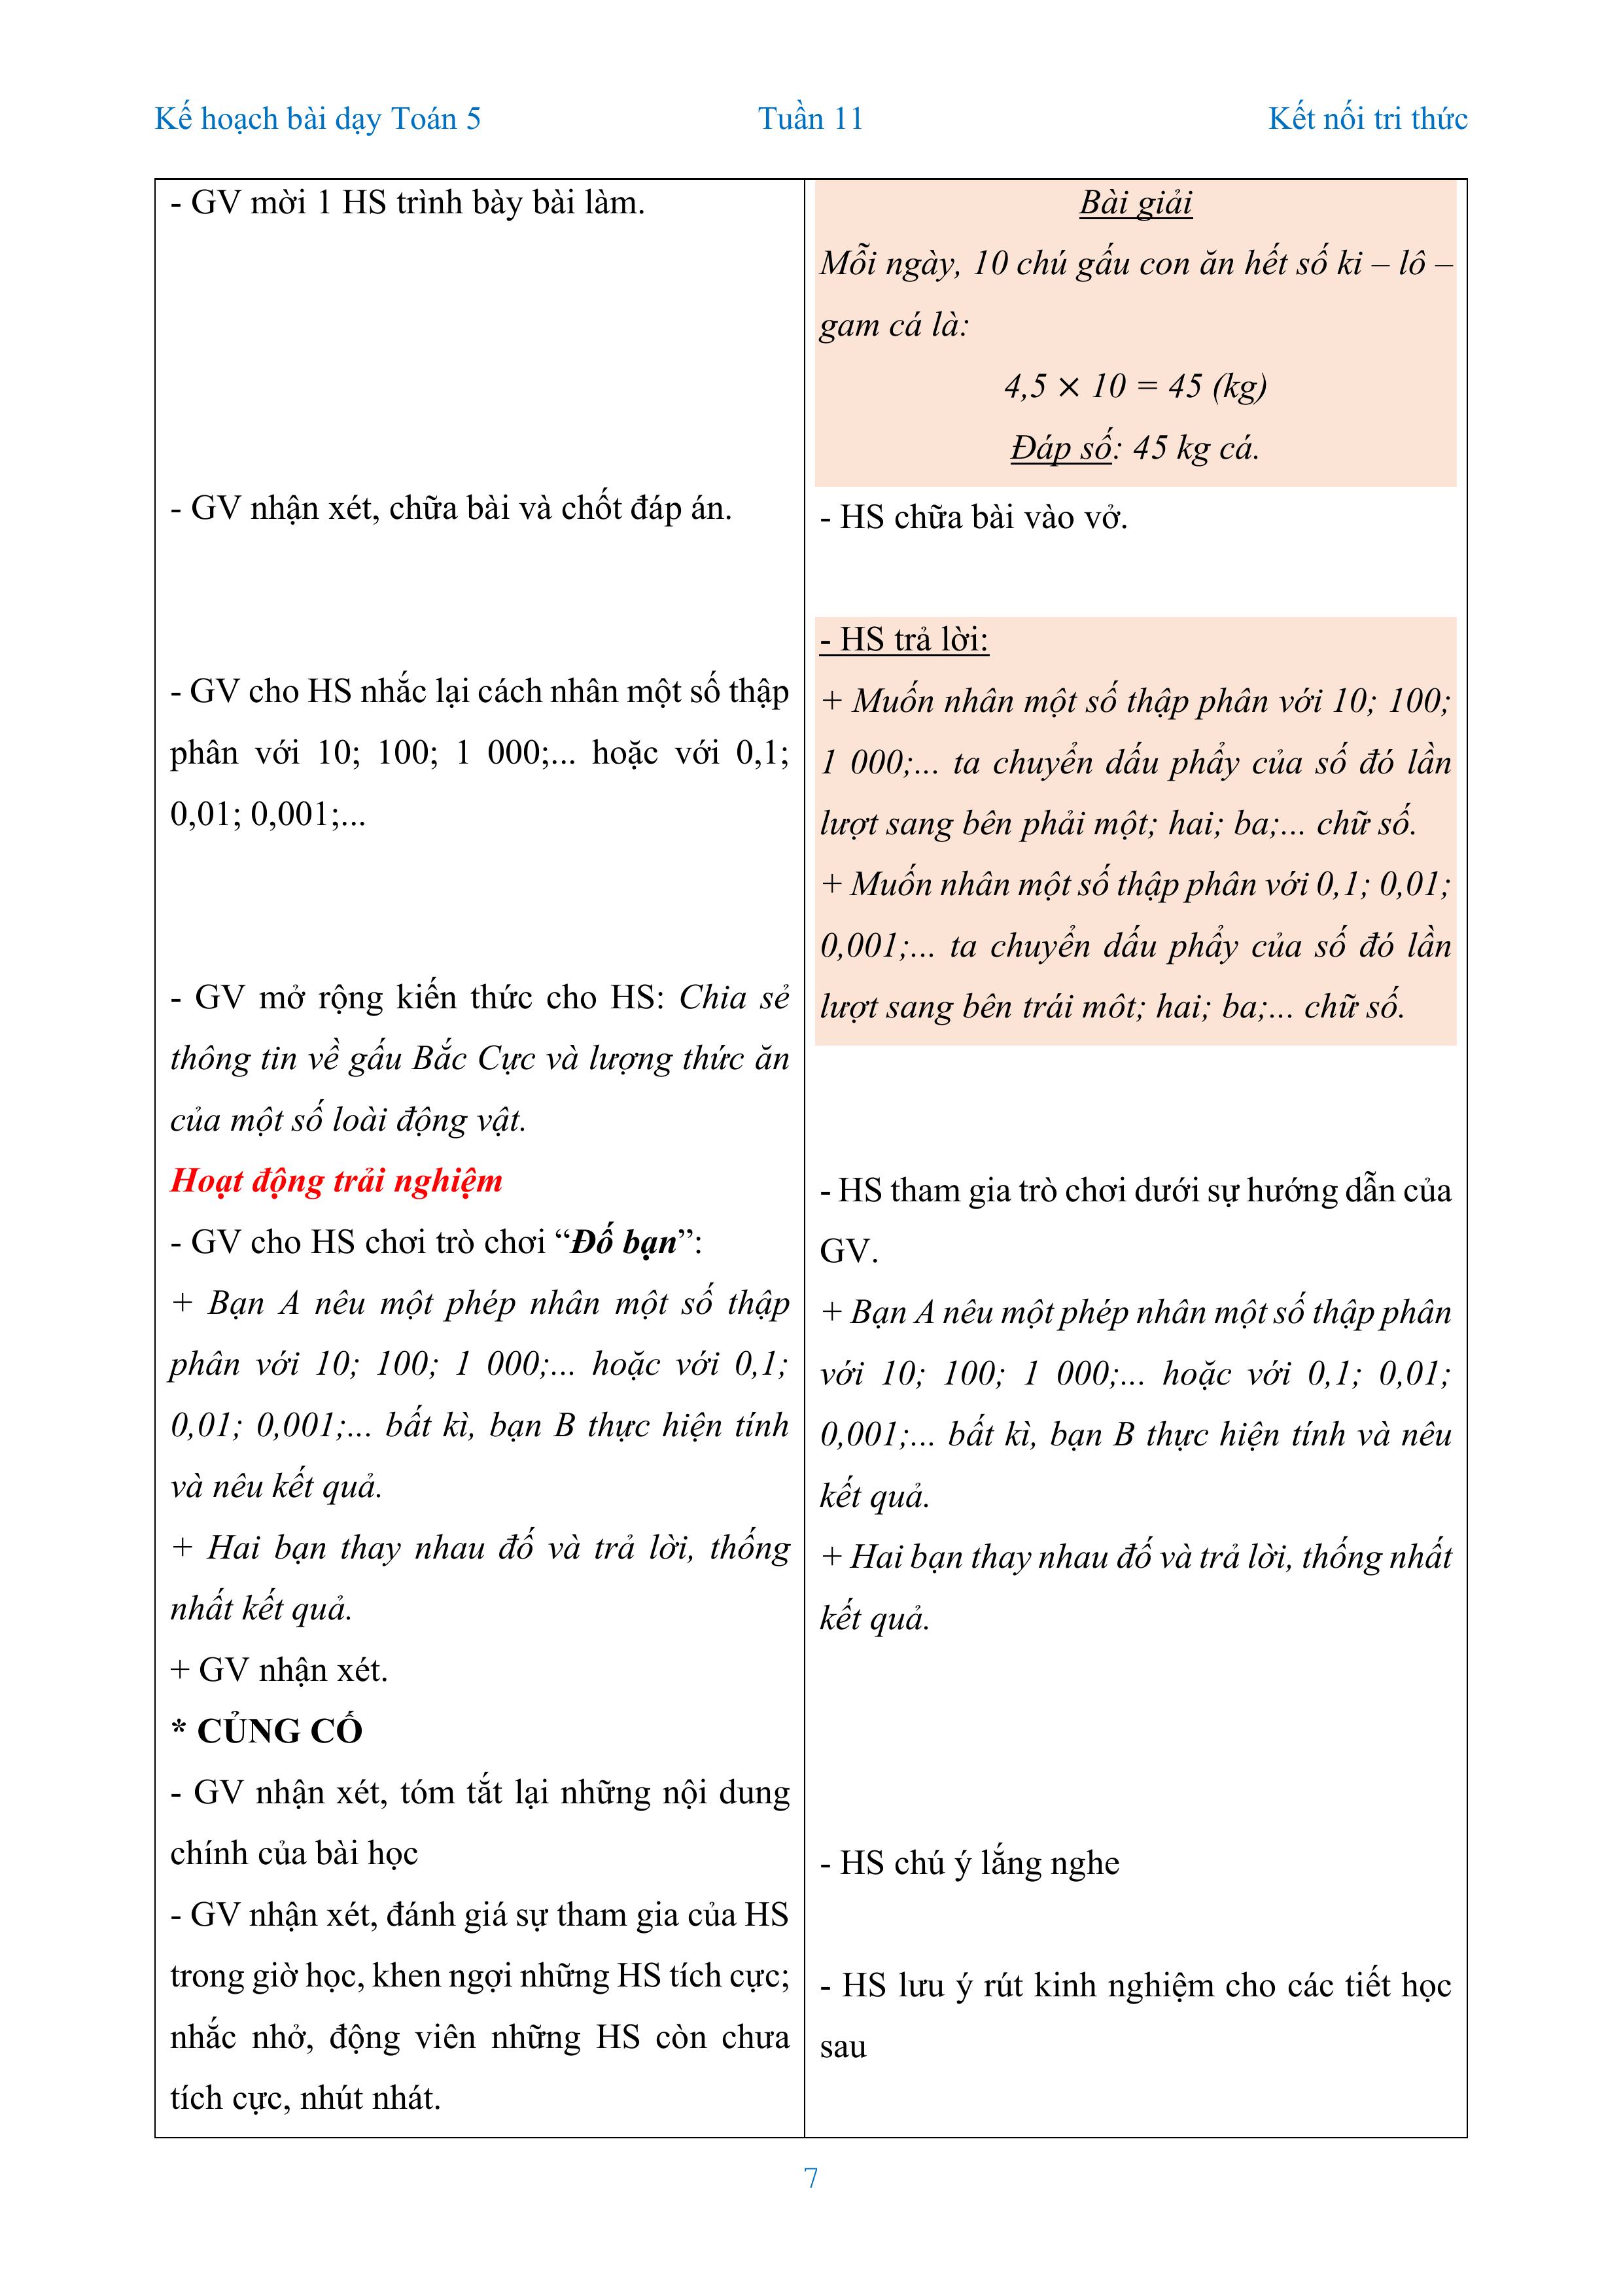 Kế hoạch bài dạy Toán 5 Tuần 11 Kết nối tri thức
- GV mời 1 HS trình bày bài làm.
- GV nhận xét, chữa bài và chốt đáp án.
- GV cho HS nhắc lại cách nhân một số thập
phân với 10; 100; 1 000;... hoặc với 0,1;
0,01; 0,001;...
- GV mở rộng kiến thức cho HS: Chia sẻ
thông tin về gấu Bắc Cực và lượng thức ăn
của một số loài động vật.
Hoạt động trải nghiệm
- GV cho HS chơi trò chơi “Đố bạn”:
+ Bạn A nêu một phép nhân một số thập
phân với 10; 100; 1 000;... hoặc với 0,1;
0,01; 0,001;... bất kì, bạn B thực hiện tính
và nêu kết quả.
+ Hai bạn thay nhau đố và trả lời, thống
nhất kết quả.
+ GV nhận xét.
* CỦNG CỐ
- GV nhận xét, tóm tắt lại những nội dung
chính của bài học
- GV nhận xét, đánh giá sự tham gia của HS
trong giờ học, khen ngợi những HS tích cực;
nhắc nhở, động viên những HS còn chưa
tích cực, nhút nhát.
Bài giải
Mỗi ngày, 10 chú gấu con ăn hết số ki – lô –
gam cá là:
4,5 × 10 = 45 (kg)
Đáp số: 45 kg cá.
- HS chữa bài vào vở.
- HS trả lời:
+ Muốn nhân một số thập phân với 10; 100;
1 000;... ta chuyển dấu phẩy của số đó lần
lượt sang bên phải một; hai; ba;... chữ số.
+ Muốn nhân một số thập phân với 0,1; 0,01;
0,001;... ta chuyển dấu phẩy của số đó lần
lượt sang bên trái môt; hai; ba;... chữ số.
- HS tham gia trò chơi dưới sự hướng dẫn của
GV.
+ Bạn A nêu một phép nhân một số thập phân
với 10; 100; 1 000;... hoặc với 0,1; 0,01;
0,001;... bất kì, bạn B thực hiện tính và nêu
kết quả.
+ Hai bạn thay nhau đố và trả lời, thống nhất
kết quả.
- HS chú ý lắng nghe
- HS lưu ý rút kinh nghiệm cho các tiết học
sau
7